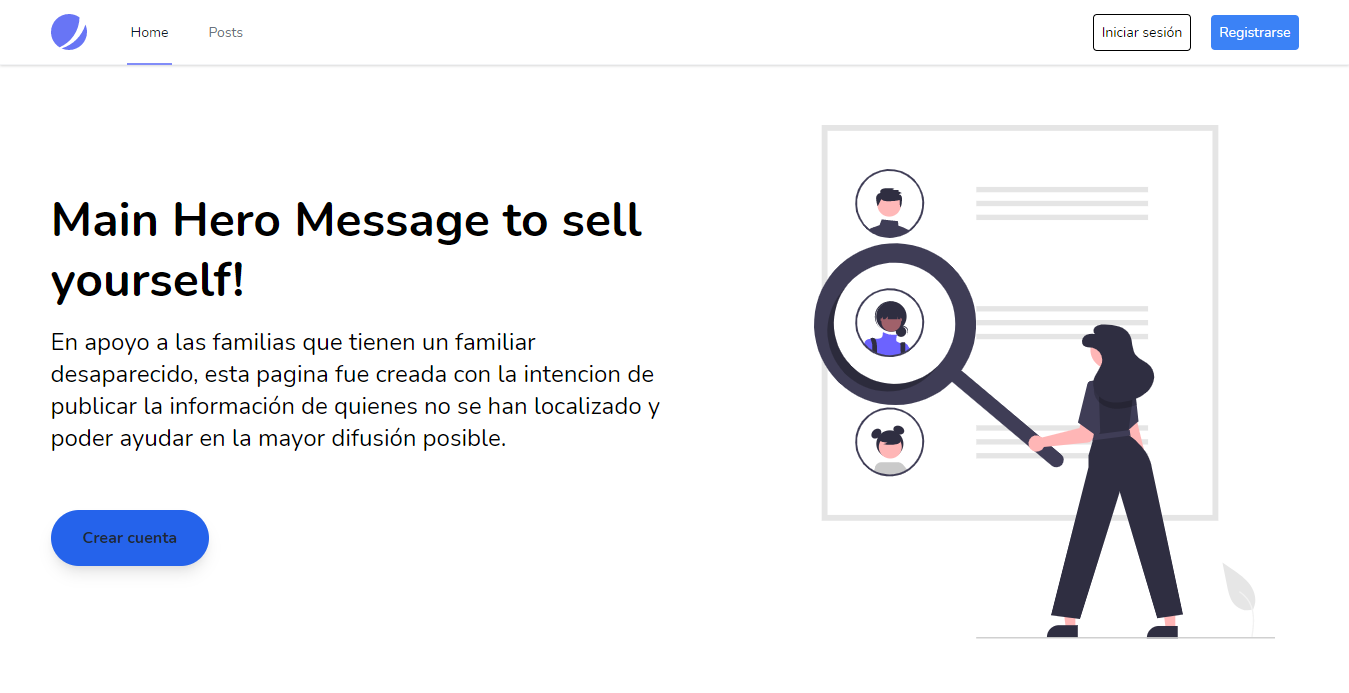 Home
Posts
Iniciar sesión
Registrarse
Main Hero Message to sell
yourself!
En apoyo a las familias que tienen un familiar
desaparecido, esta pagina fue creada con la intencion de
publicar la información de quienes no se han localizado y
poder ayudar en la mayor difusión posible.
Crear cuenta